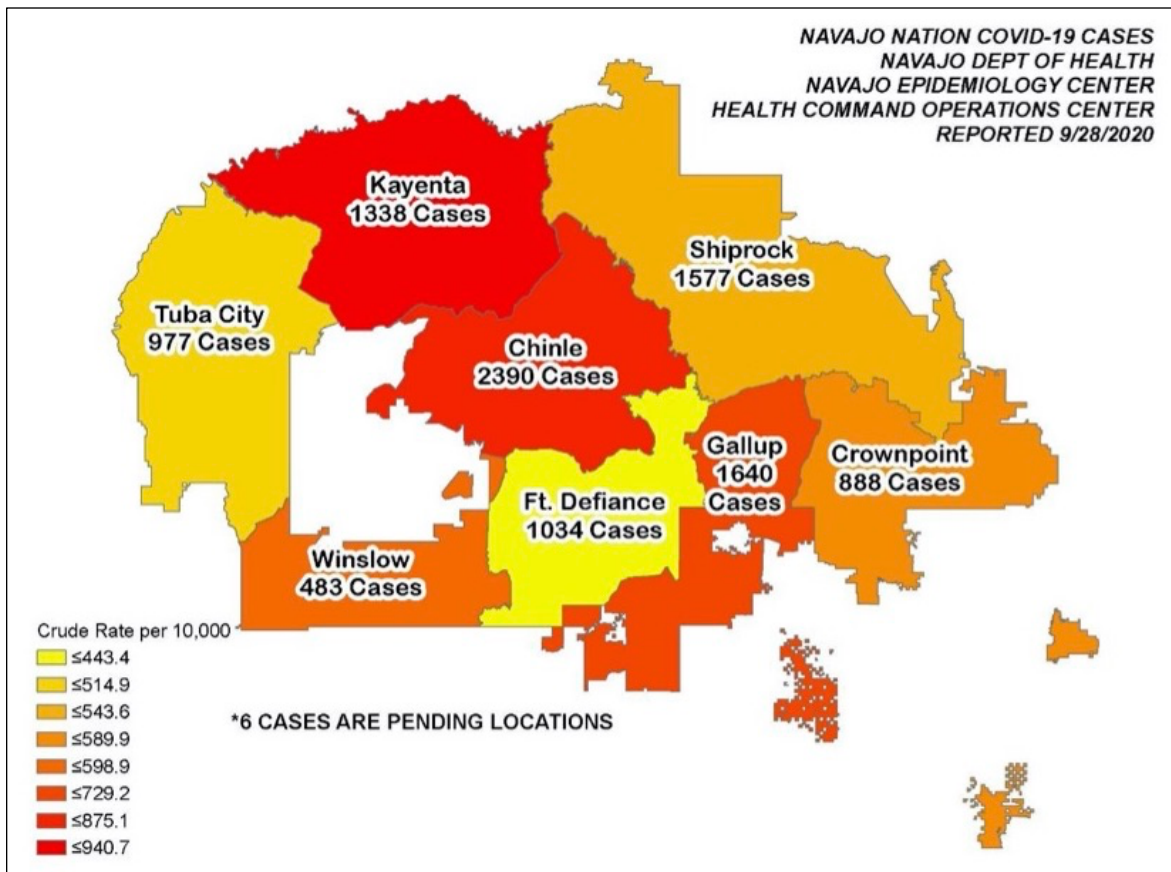 NAVAJO NATION COVID-19 CASES
NAVAJO DEPT OF HEALTH
NAVAJO EPIDEMIOLOGY CENTER
HEALTH COMMAND OPERATIONS CENTER
REPORTED 9/28/2020
Kayenta
1338 Cases
Shiprock
1577 Cases
Tuba City
977 Cases
Chinle
2390 Cases
Gallup
1640
Cases
Crownpoint
888 Cases
Ft. Defiance
1034 Cases
Winslow
483 Cases
Crude Rate per 10,000
≤443.4
≤514.9
≤543.6
≤589.9
≤598.9
≤729.2
≤875.1
≤940.7
*6 CASES ARE PENDING LOCATIONS